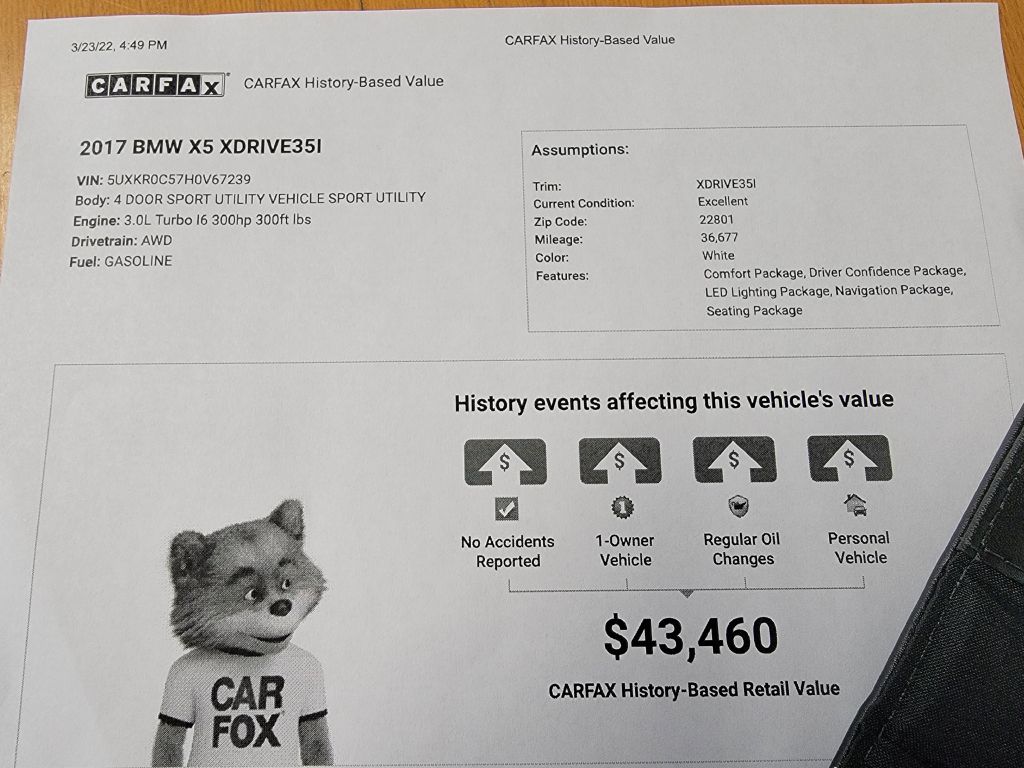 3/23/22, 4:49 PM
CARFAX History-Based Value
CARFAX
CARFAX History-Based Value
2017 BMW X5 XDRIVE35I
VIN: 5UXKR0C57H0V67239
Body: 4 DOOR SPORT UTILITY VEHICLE SPORT UTILITY
Engine: 3.0L Turbo I6 300hp 300ft lbs
Drivetrain: AWD
Fuel: GASOLINE
Assumptions:
Trim: XDRIVE35I
Current Condition: Excellent
Zip Code: 22801
Mileage: 36,677
Color: White
Features: Comfort Package, Driver Confidence Package,
LED Lighting Package, Navigation Package,
Seating Package
History events affecting this vehicle's value
$ $ $ $
1
No Accidents
Reported
1-Owner
Vehicle
Regular Oil
Changes
Personal
Vehicle
$43,460
CARFAX History-Based Retail Value
CAR
FOX